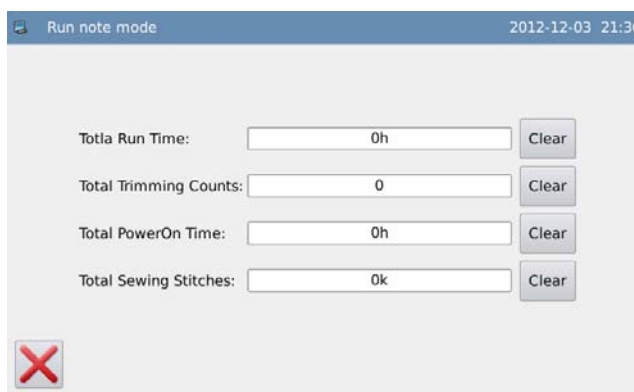 Run note mode 2012-12-03 21:3
Totla Run Time: 0h Clear
Total Trimming Counts: 0 Clear
Total PowerOn Time: 0h Clear
Total Sewing Stitches: 0k Clear